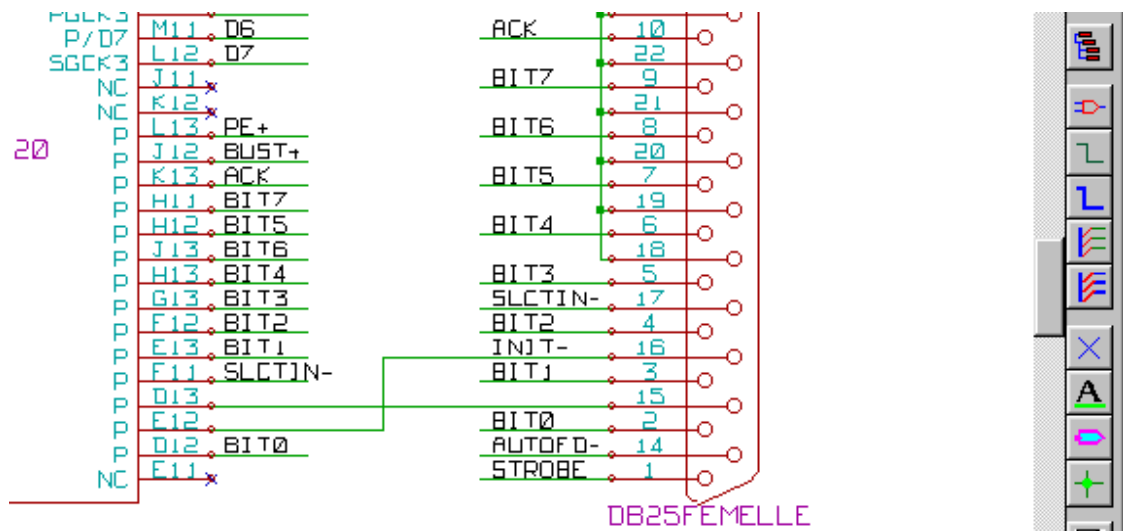 PGCK3
P/D7 M11 D6 ACK 10
SGCK3 L12 D7 22
NC J11 BIT7 9
NC K12 21
P L13 PE+ BIT6 8
20 P J12 BUST+ 20
P K13 ACK BIT5 7
P H11 BIT7 19
P H12 BIT5 BIT4 6
P J13 BIT6 18
P H13 BIT4 BIT3 5
P G13 BIT3 SLCTIN- 17
P F12 BIT2 BIT2 4
P E13 BIT1 INIT- 16
P F11 SLCTIN- BIT1 3
P D13 15
P E12 BIT0 2
P D12 BIT0 AUTOFD- 14
NC E11 STROBE 1
DB25FEMELLE
A